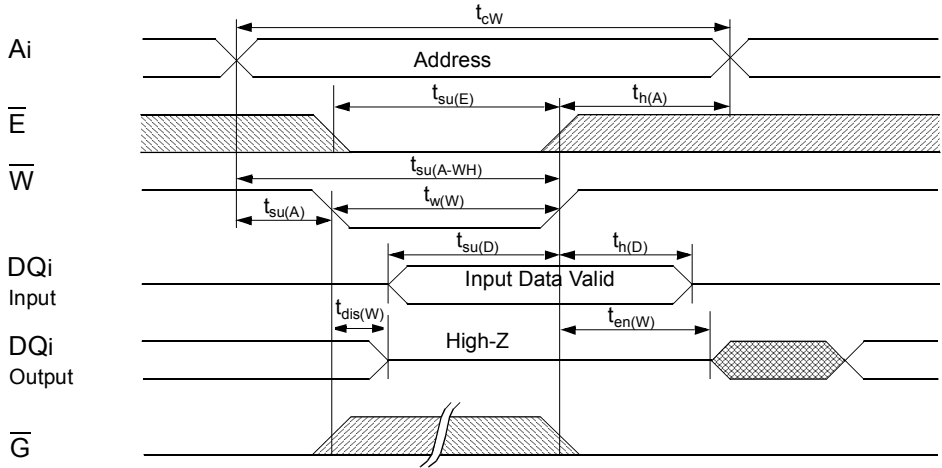 tcW
Ai
Address
tsu(E)
th(A)
E
tsu(A-WH)
W
tsu(A)
tw(W)
tsu(D)
th(D)
DQi
Input
Input Data Valid
tdis(W)
ten(W)
DQi
Output
High-Z
G